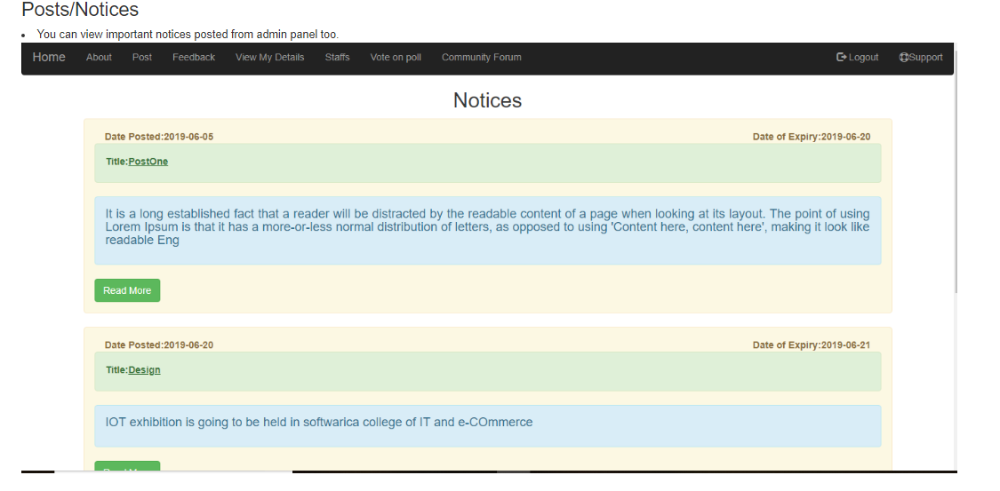 Posts/Notices
• You can view important notices posted from admin panel too.
Home About Post Feedback View My Details Staffs Vote on poll Community Forum Logout Support
Notices
Date Posted:2019-06-05 Date of Expiry:2019-06-20
Title:PostOne
It is a long established fact that a reader will be distracted by the readable content of a page when looking at its layout. The point of using
Lorem Ipsum is that it has a more-or-less normal distribution of letters, as opposed to using 'Content here, content here', making it look like
readable Eng
Read More
Date Posted:2019-06-20 Date of Expiry:2019-06-21
Title:Design
IOT exhibition is going to be held in softwarica college of IT and e-COmmerce